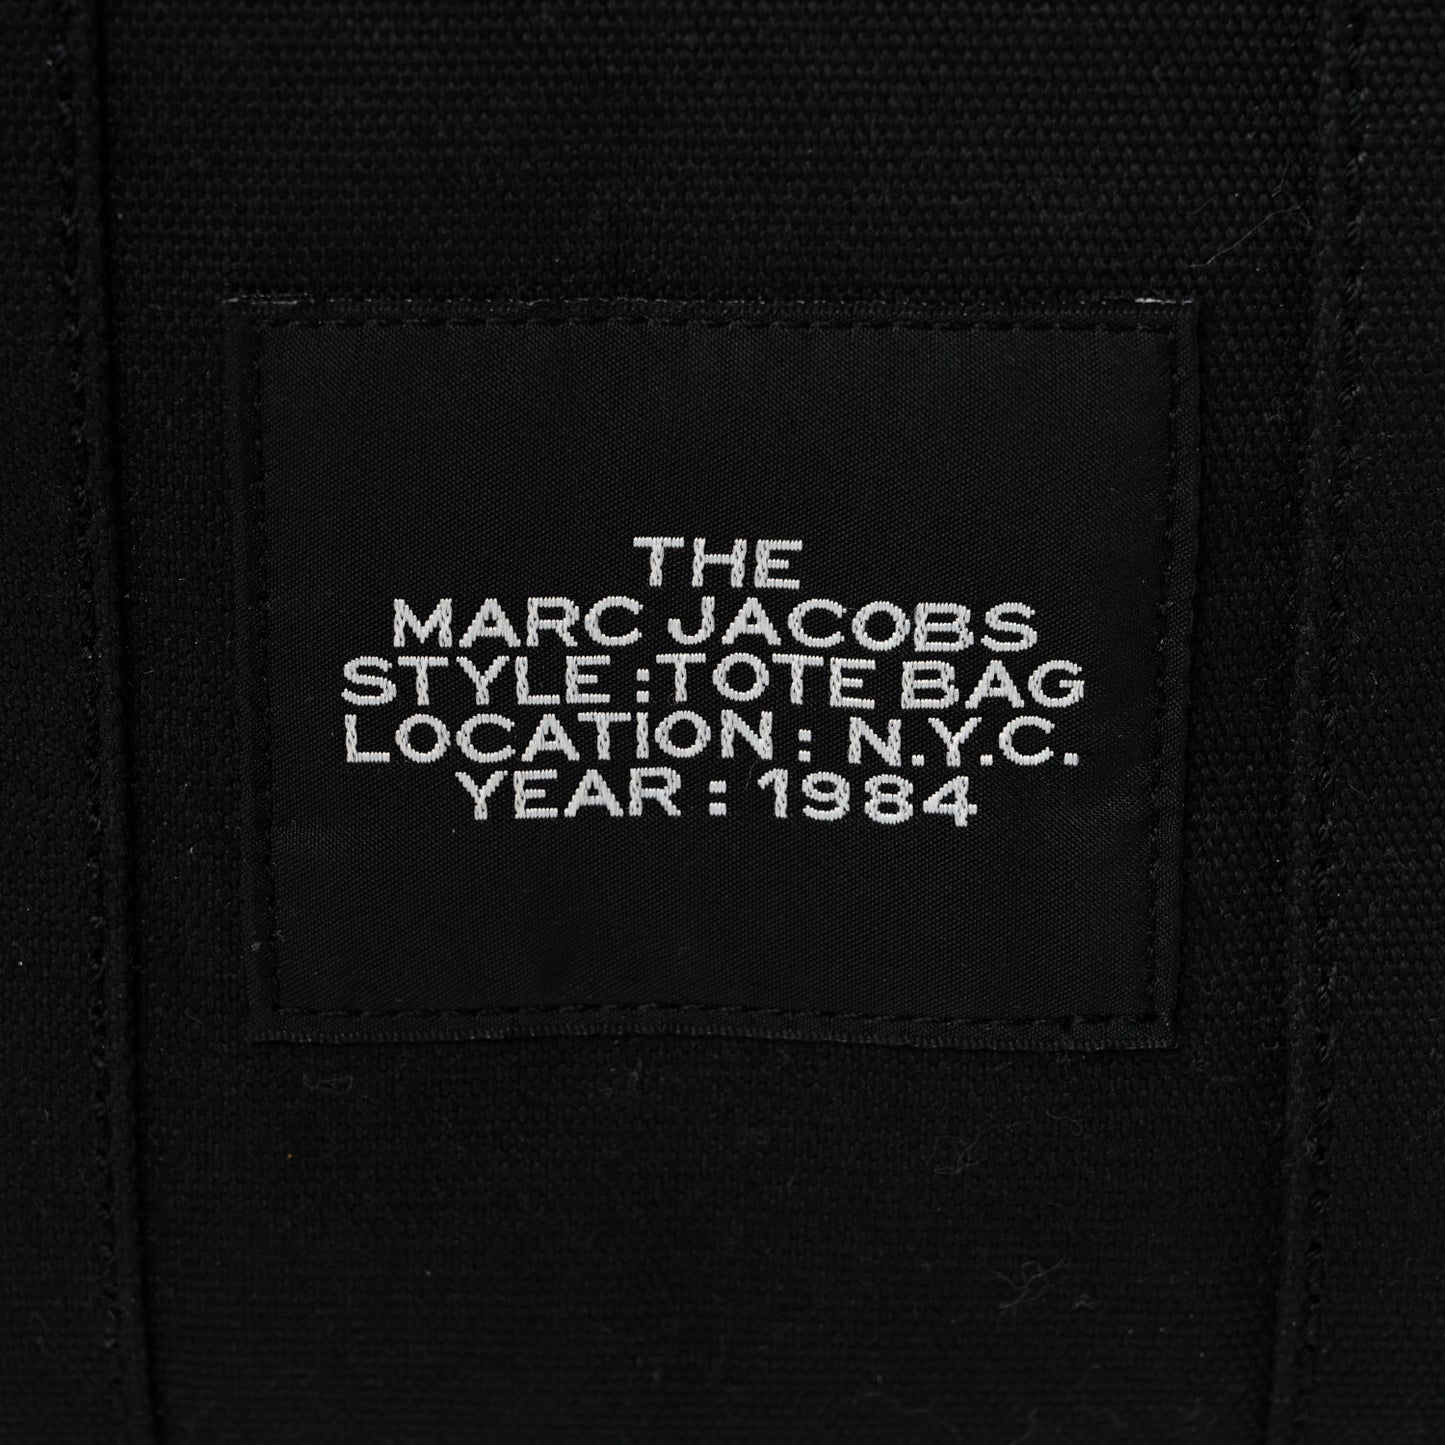 THE
MARC JACOBS
STYLE :TOTE BAG
LOCATION : N.Y.C.
YEAR : 1984